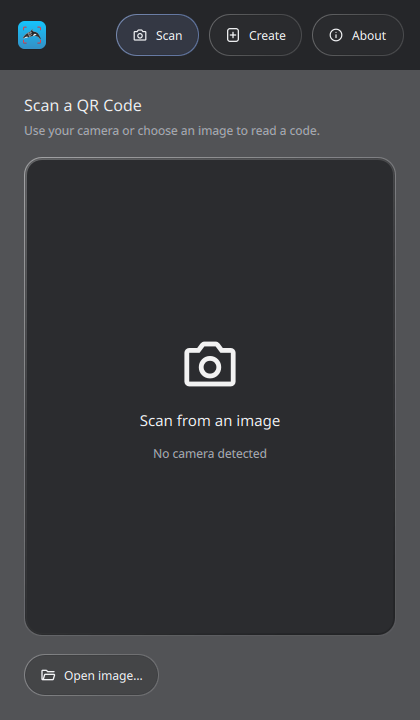 Scan
Create
About
Scan a QR Code
Use your camera or choose an image to read a code.
Scan from an image
No camera detected
Open image...